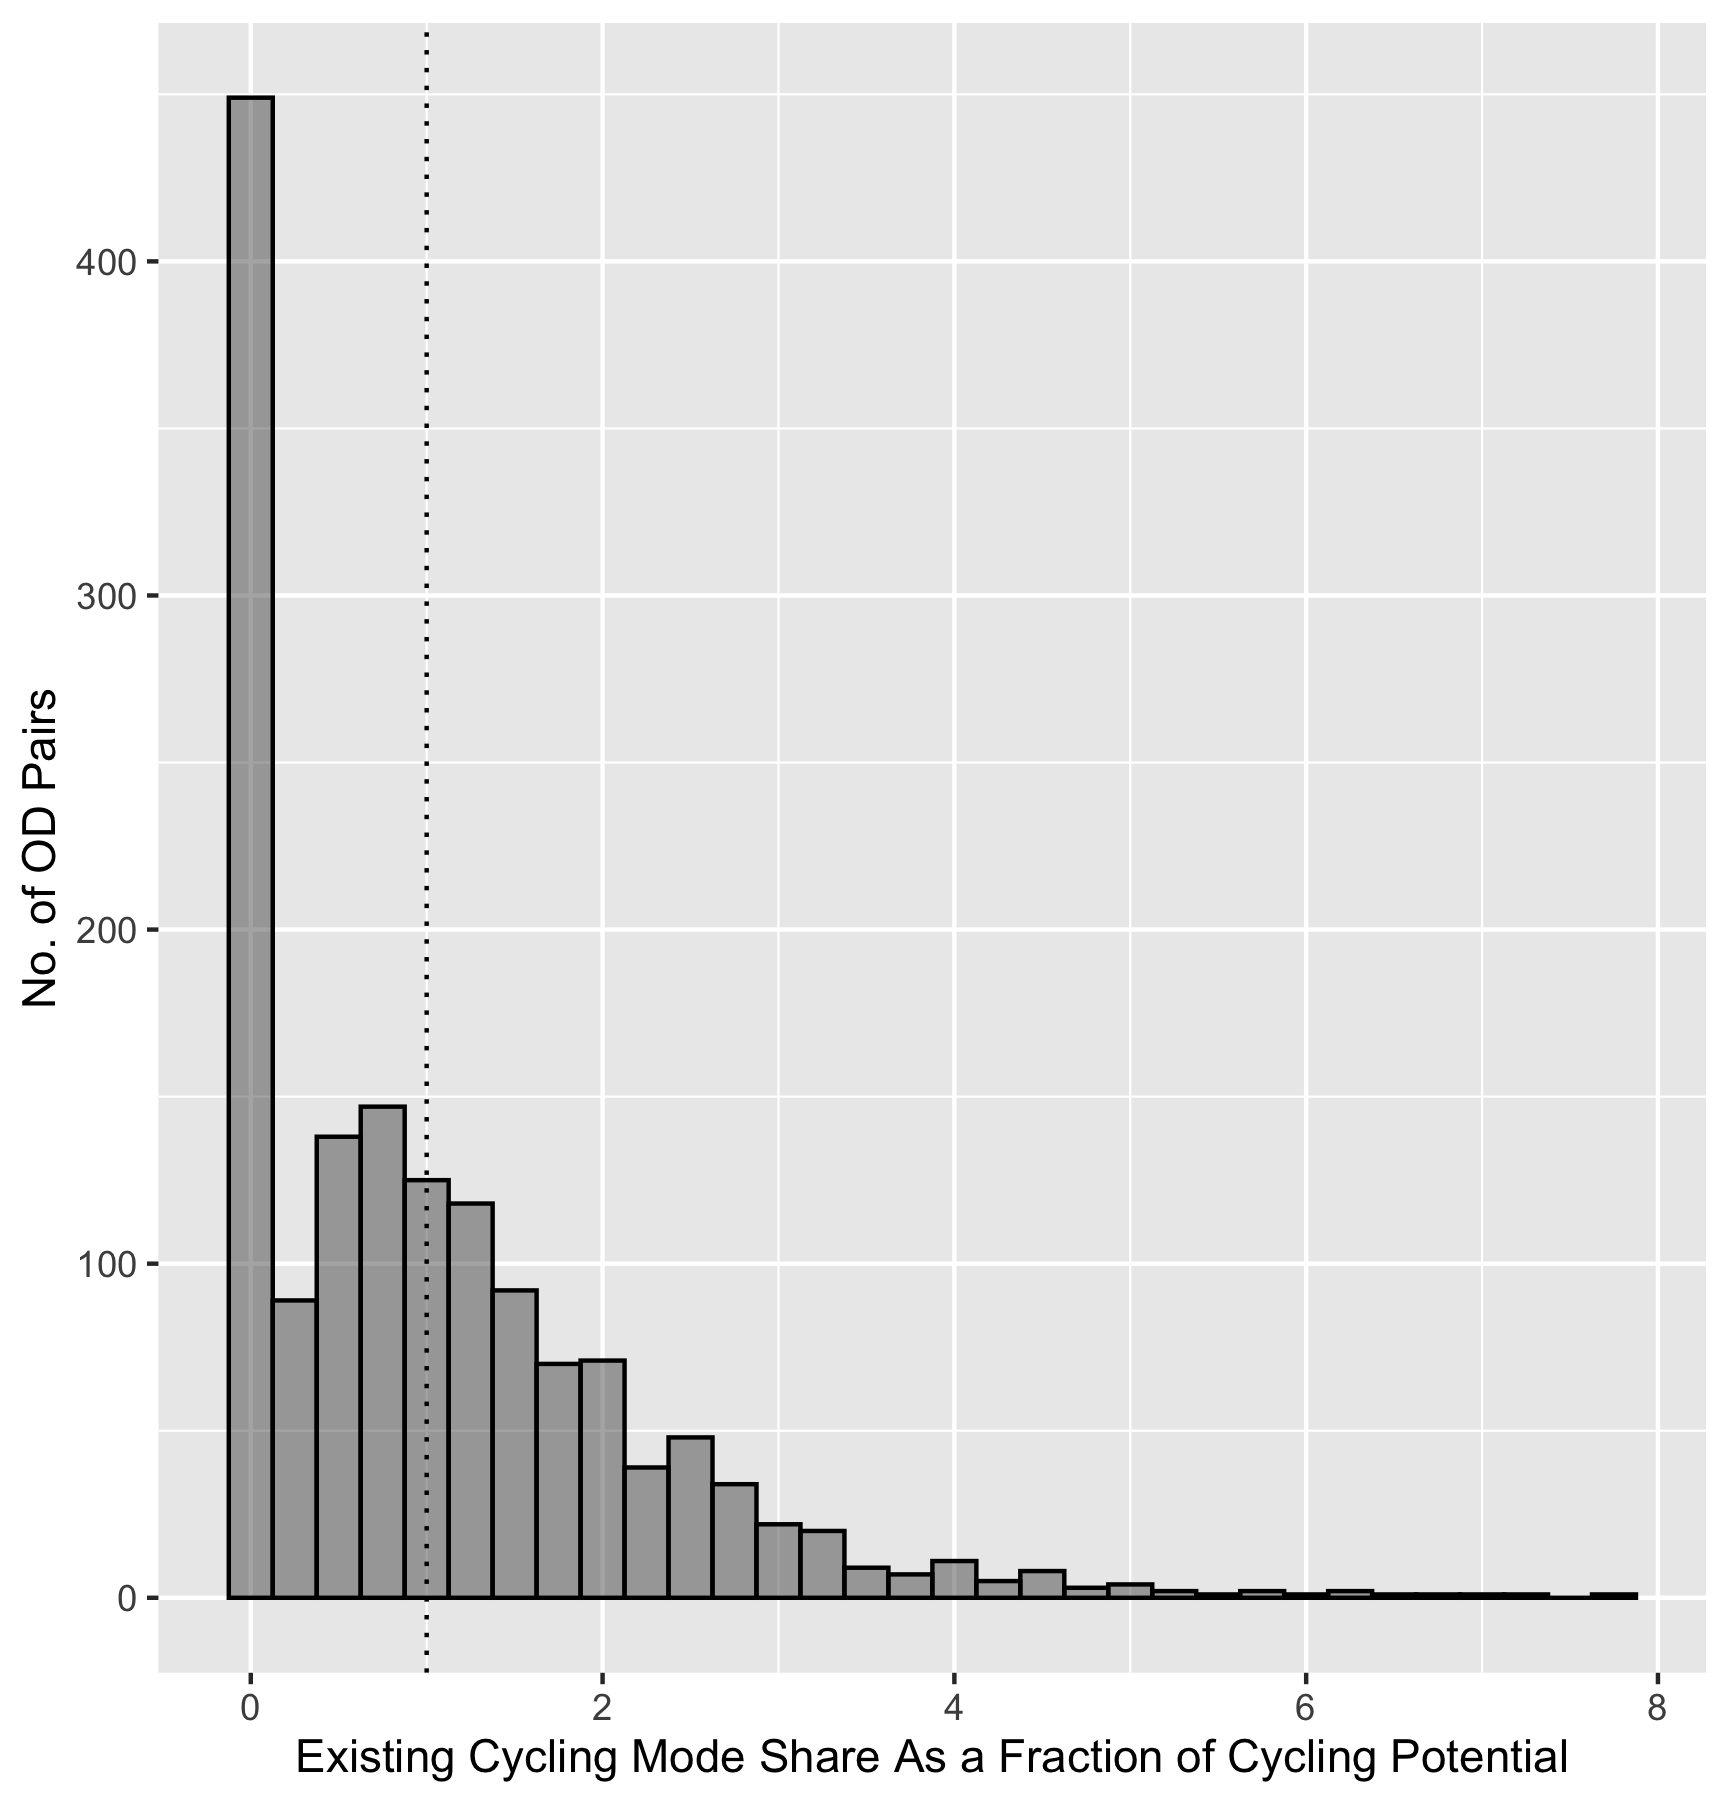 No. of OD Pairs
400
300
200
100
0
0 2 4 6 8
Existing Cycling Mode Share As a Fraction of Cycling Potential